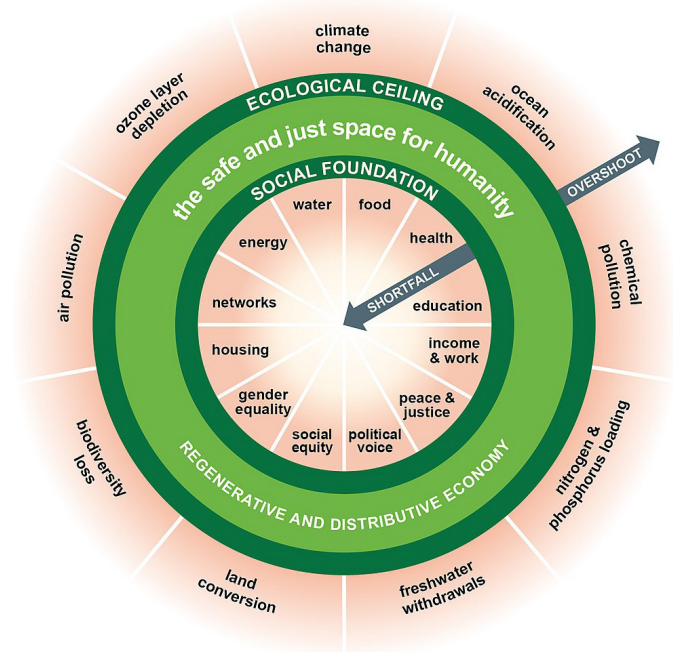 climate
change
ocean
acidification
OVERSHOOT
chemical
pollution
nitrogen &
phosphorus loading
freshwater
withdrawals
land
conversion
biodiversity
loss
air pollution
ozone layer
depletion
ECOLOGICAL CEILING
the safe and just space for humanity
SOCIAL FOUNDATION
water
food
health
SHORTFALL
education
income
& work
peace &
justice
political
voice
social
equity
gender
equality
housing
networks
energy
REGENERATIVE AND DISTRIBUTIVE ECONOMY